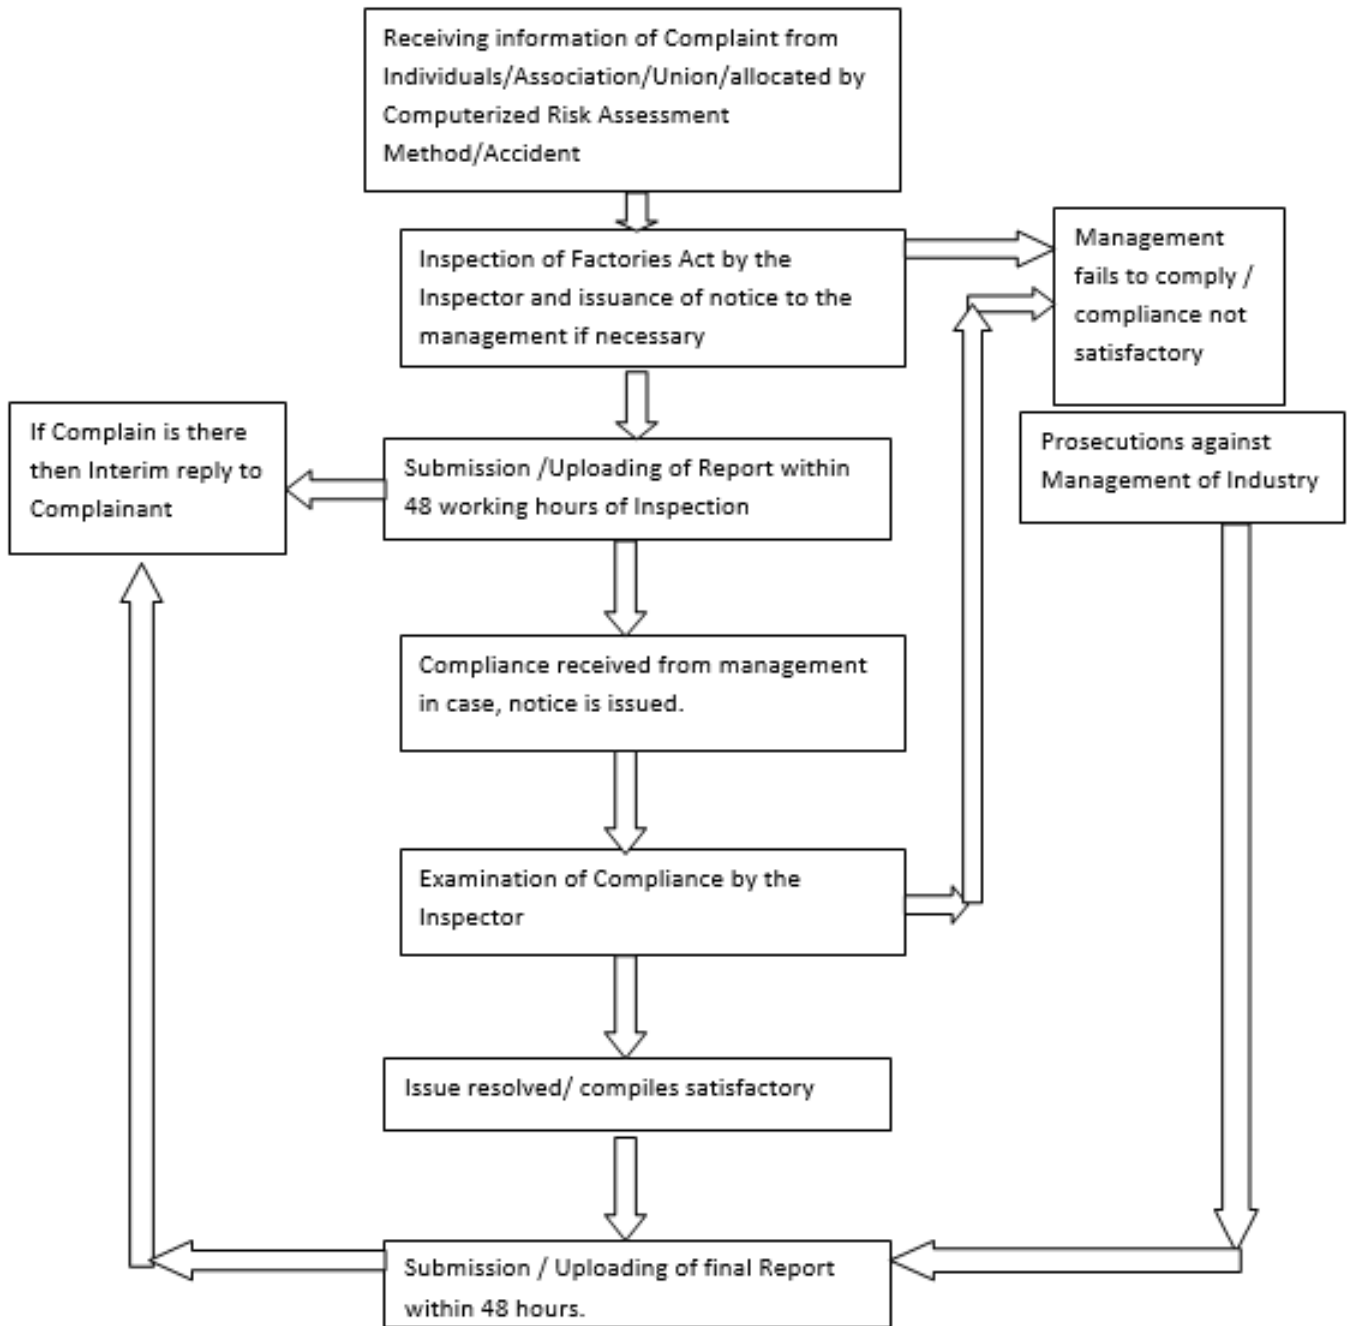 Receiving information of Complaint from
Individuals/Association/Union/allocated by
Computerized Risk Assessment
Method/Accident
Inspection of Factories Act by the
Inspector and issuance of notice to the
management if necessary
Management
fails to comply /
compliance not
satisfactory
If Complain is there
then Interim reply to
Complainant
Submission /Uploading of Report within
48 working hours of Inspection
Prosecutions against
Management of Industry
Compliance received from management
in case, notice is issued.
Examination of Compliance by the
Inspector
Issue resolved/ compiles satisfactory
Submission / Uploading of final Report
within 48 hours.